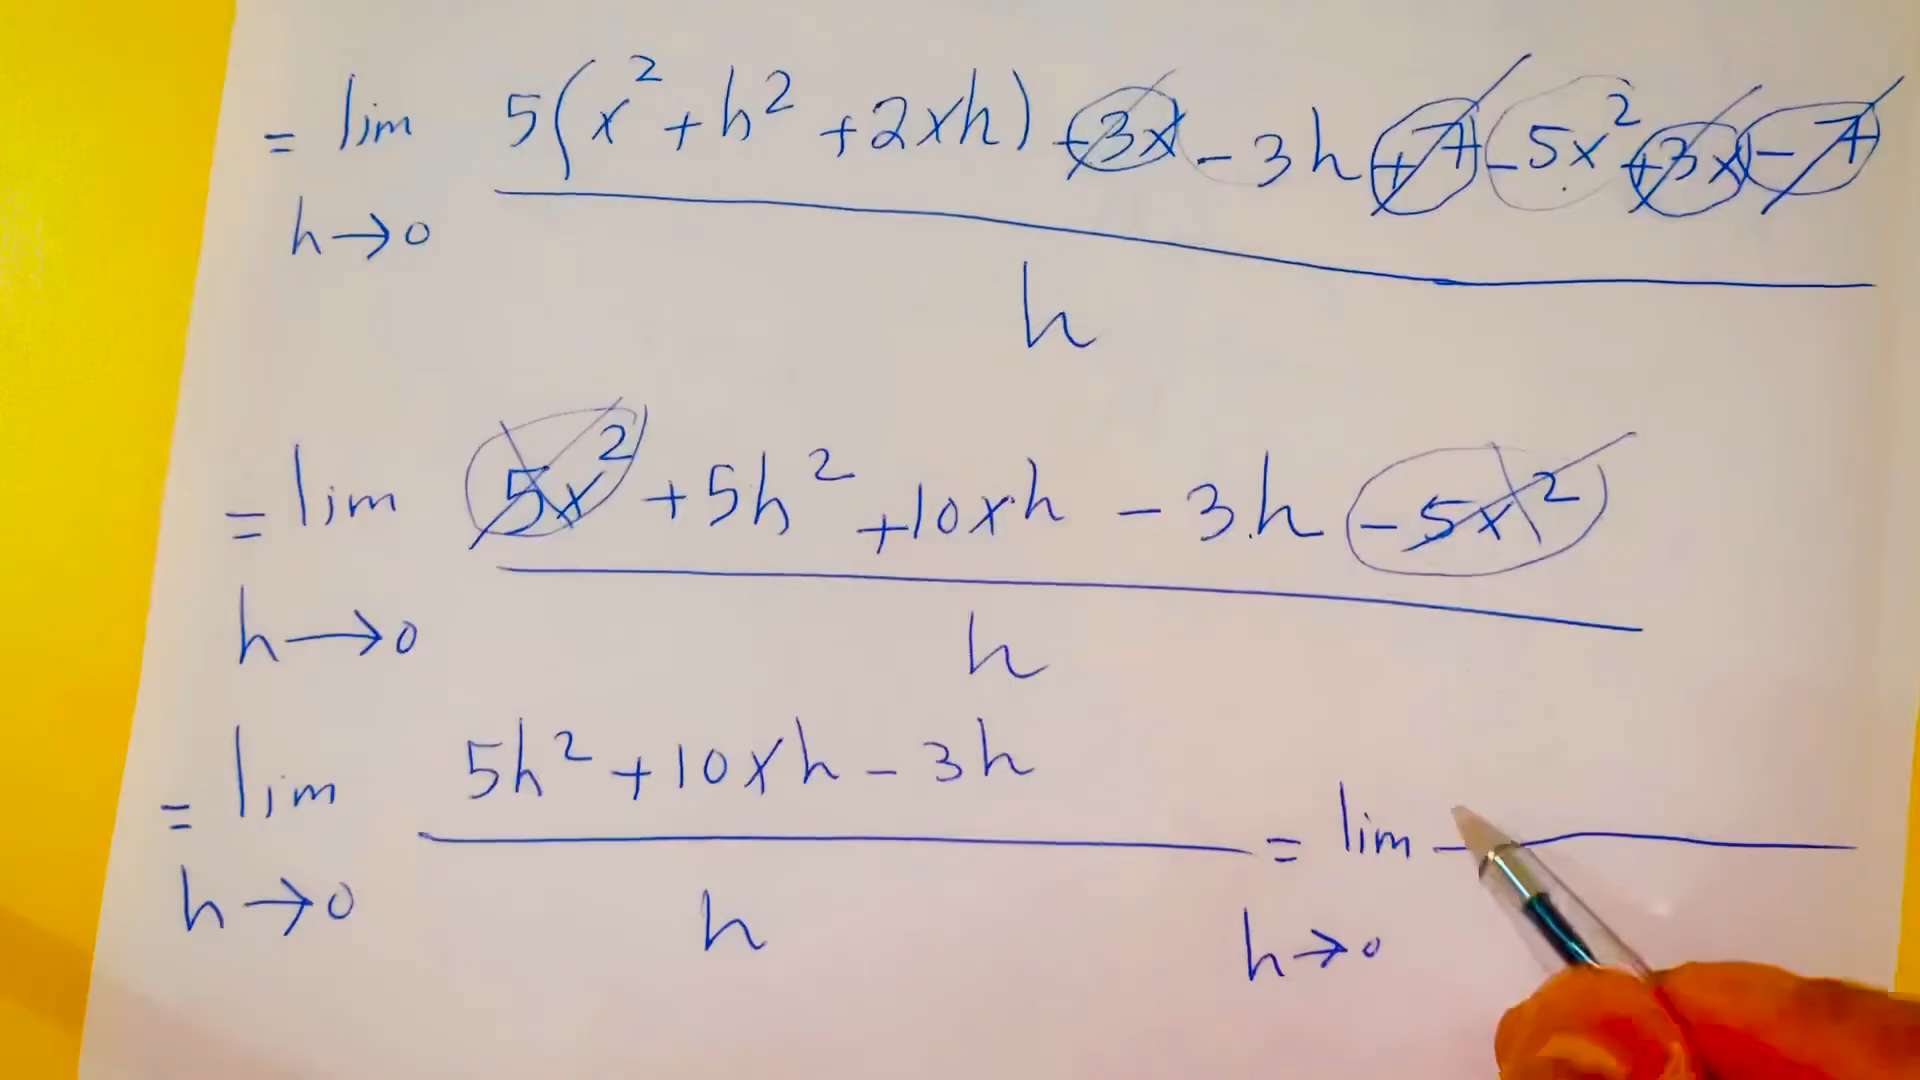 = lim 5(x² + h² + 2xh) - 3x - 3h + 7 - 5x² + 3x - 7
h→0 h
= lim 5x² + 5h² + 10xh - 3h - 5x²
h→0 h
= lim 5h² + 10xh - 3h = lim
h→0 h h→0